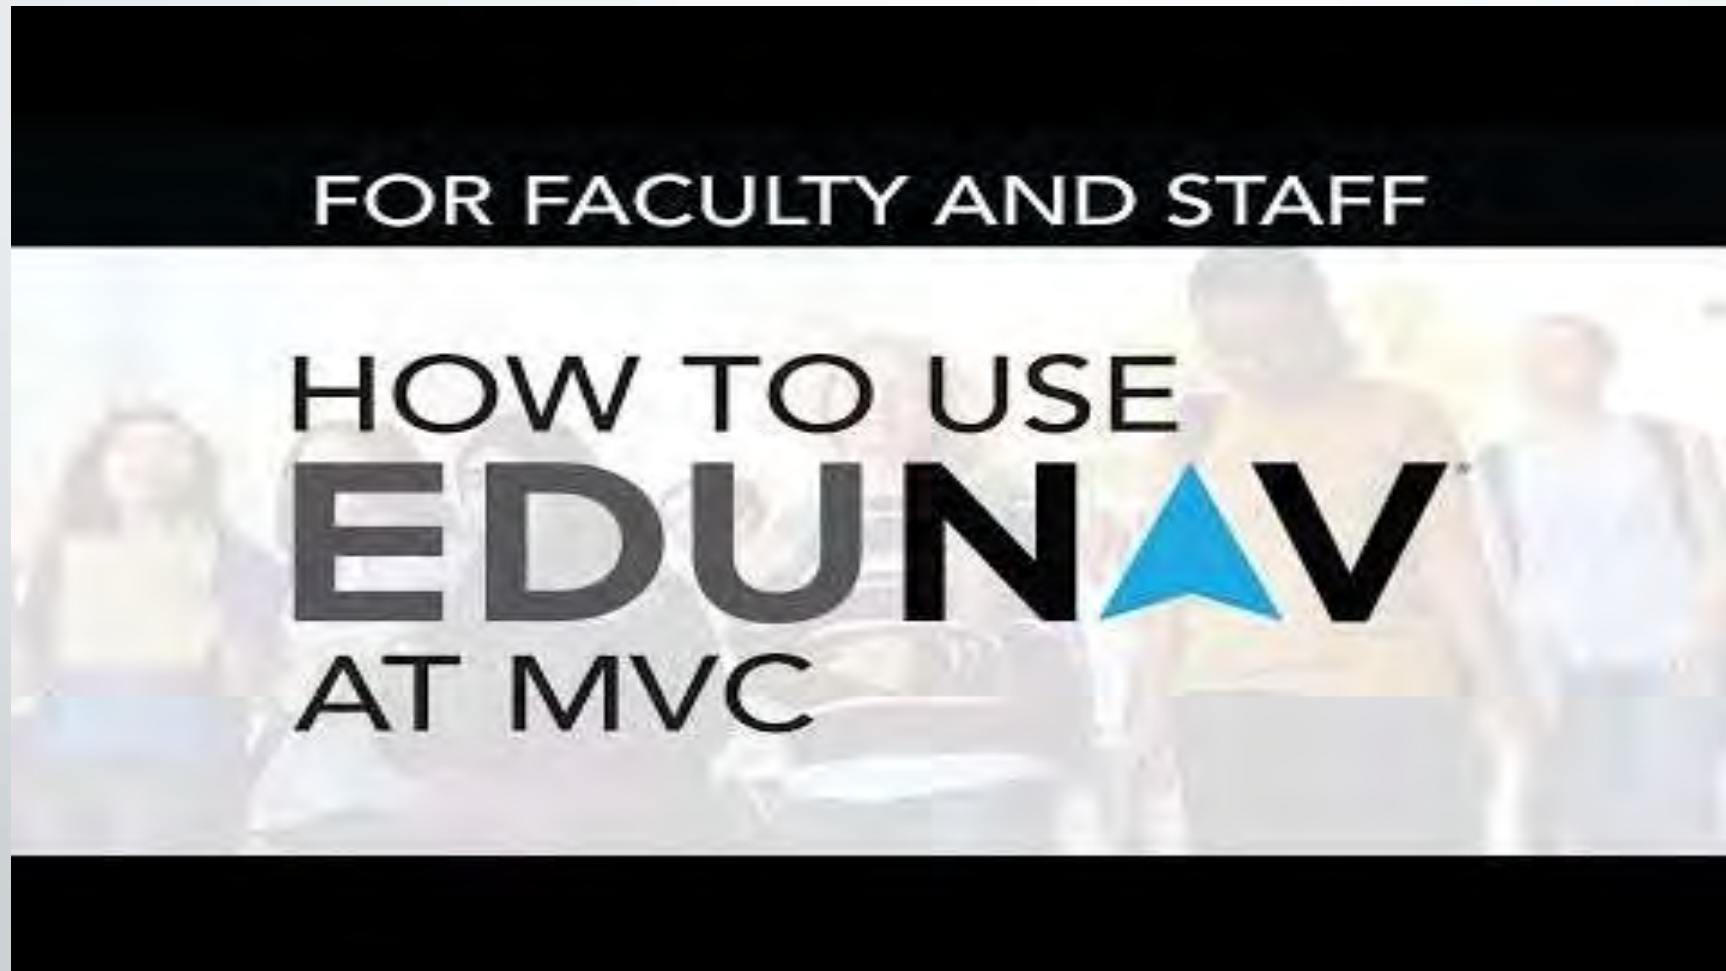 FOR FACULTY AND STAFF
HOW TO USE
EDUNAV
AT MVC